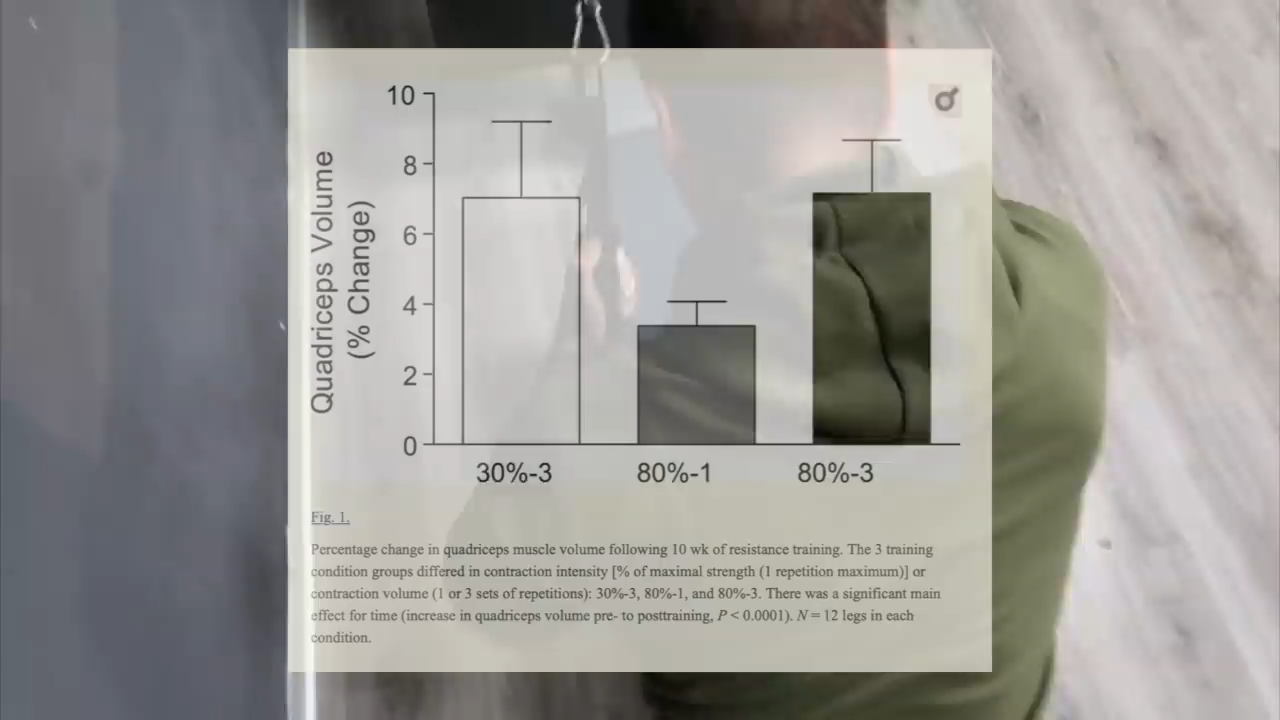 10
8
6
4
2
0
Quadriceps Volume
(% Change)
30%-3 80%-1 80%-3
Fig. 1.
Percentage change in quadriceps muscle volume following 10 wk of resistance training. The 3 training
condition groups differed in contraction intensity [% of maximal strength (1 repetition maximum)] or
contraction volume (1 or 3 sets of repetitions): 30%-3, 80%-1, and 80%-3. There was a significant main
effect for time (increase in quadriceps volume pre- to posttraining, P < 0.0001). N = 12 legs in each
condition.